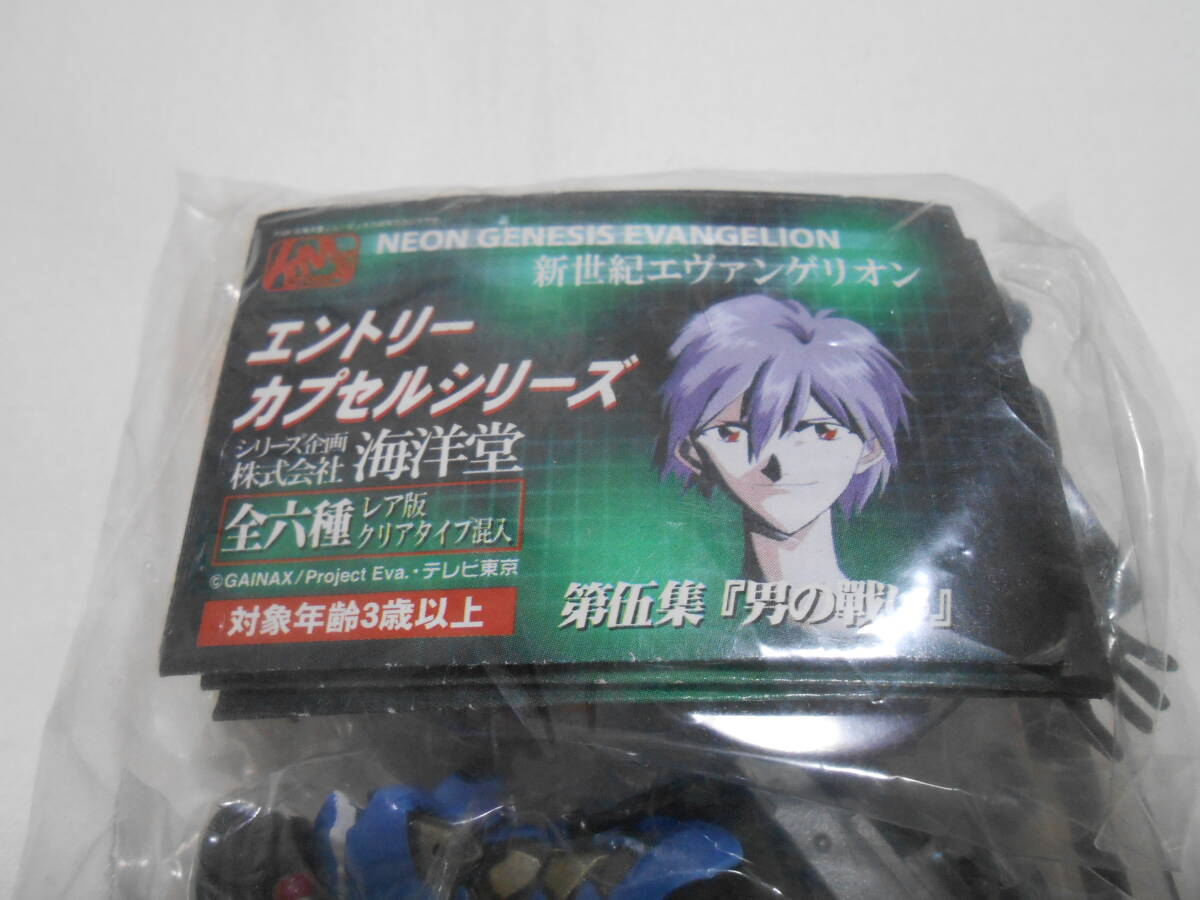 NEON GENESIS EVANGELION
新世紀エヴァンゲリオン
エントリー
カプセルシリーズ
シリーズ企画
株式会社 海洋堂
全六種 レア版
クリアタイプ混入
©GAINAX/Project Eva.・テレビ東京
対象年齢3歳以上
第伍集『男の戰い』